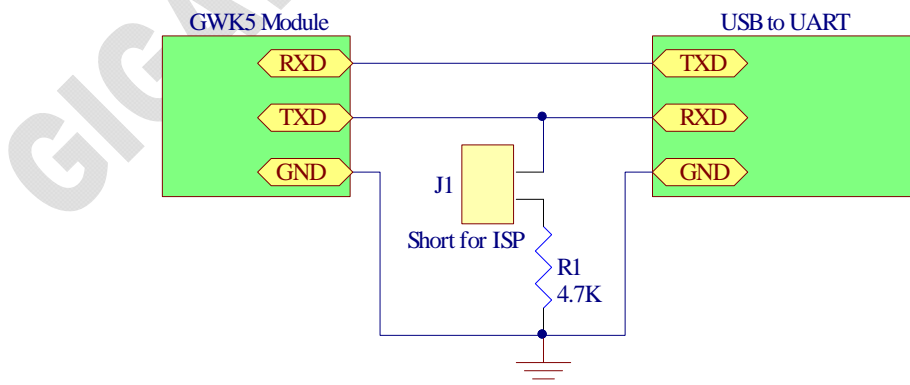 GWK5 Module
USB to UART
RXD
TXD
TXD
RXD
GND
GND
J1
Short for ISP
R1
4.7K